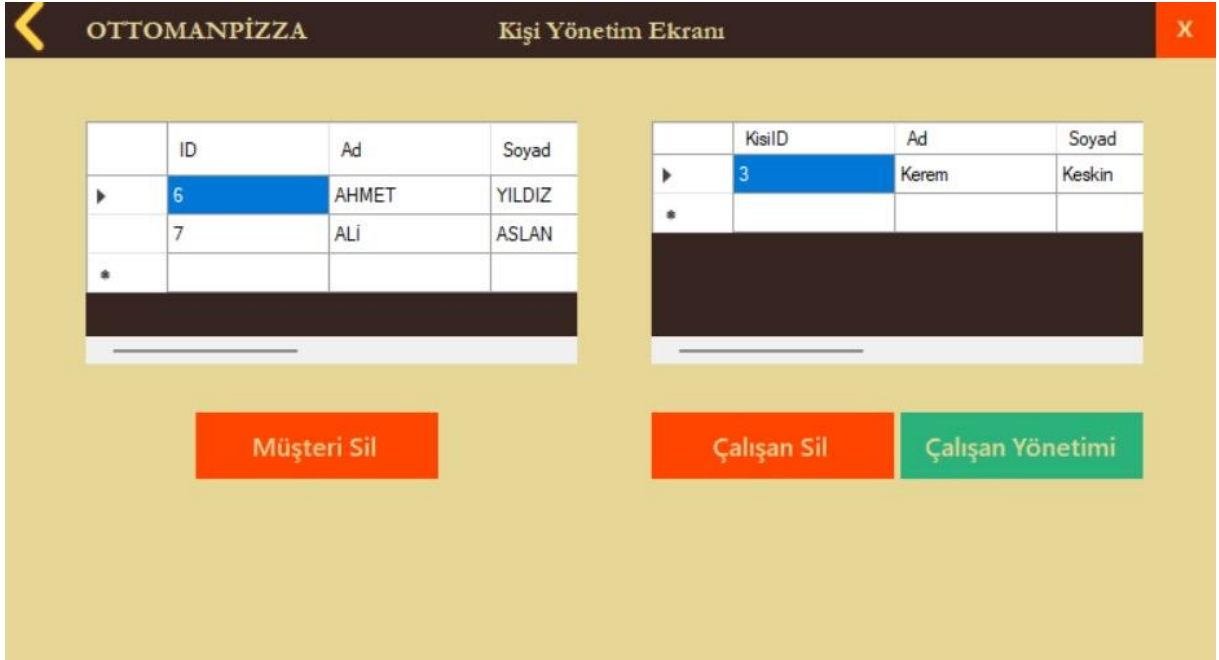 OTTOMANPİZZA Kişi Yönetim Ekranı X
ID Ad Soyad
6 AHMET YILDIZ
7 ALİ ASLAN
KisiID Ad Soyad
3 Kerem Keskin
Müşteri Sil
Çalışan Sil Çalışan Yönetimi